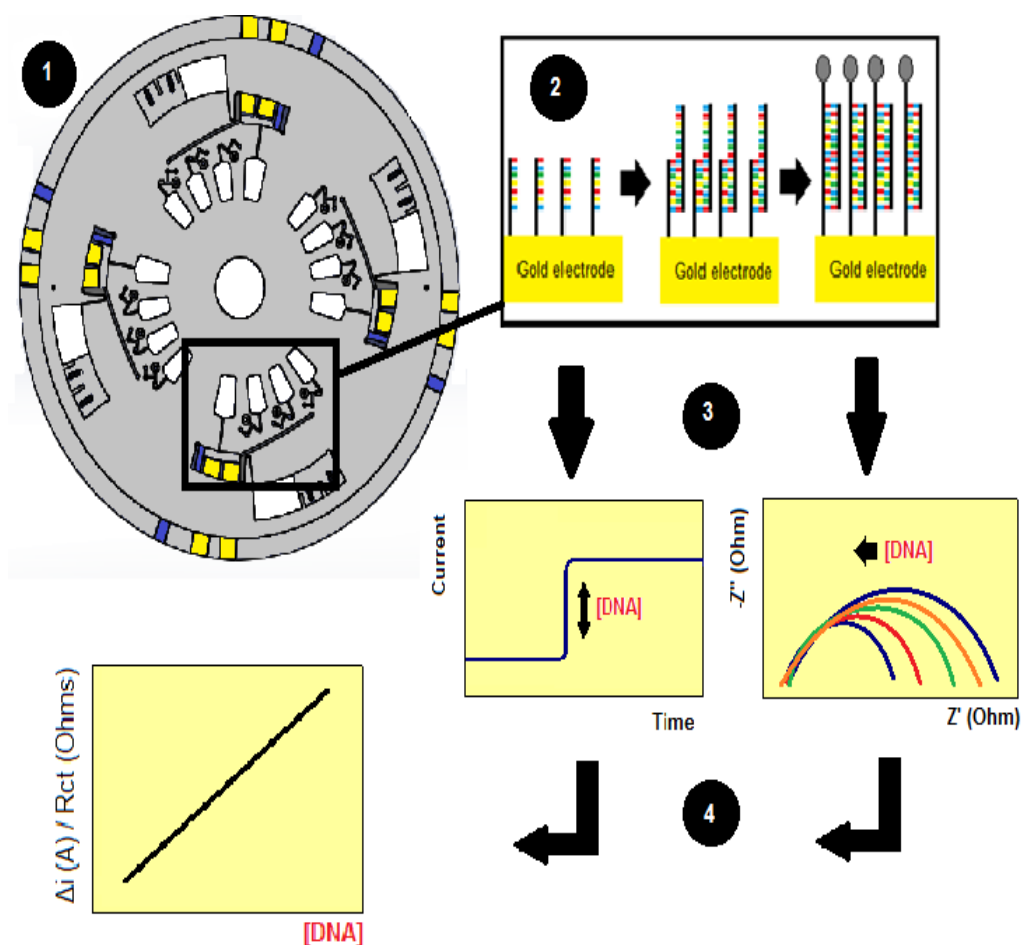 1
2
Gold electrode
Gold electrode
Gold electrode
3
Current
[DNA]
Time
-Z'' (Ohm)
[DNA]
Z' (Ohm)
4
Δi (A) / Rct (Ohms)
[DNA]